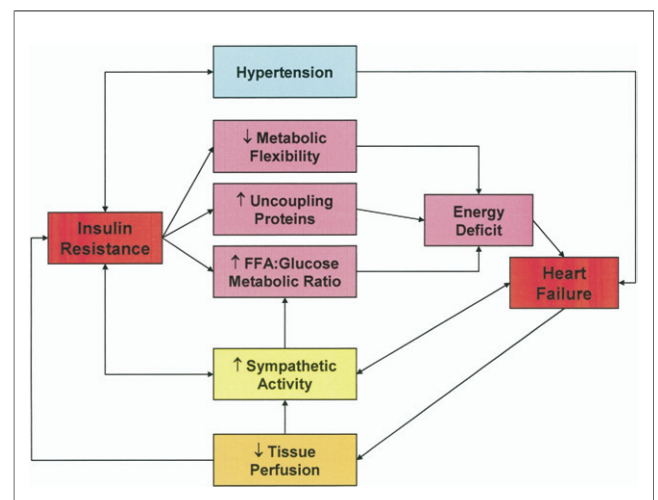 Hypertension
↓ Metabolic
Flexibility
↑ Uncoupling
Proteins
Insulin
Resistance
Energy
Deficit
↑ FFA:Glucose
Metabolic Ratio
Heart
Failure
↑ Sympathetic
Activity
↓ Tissue
Perfusion